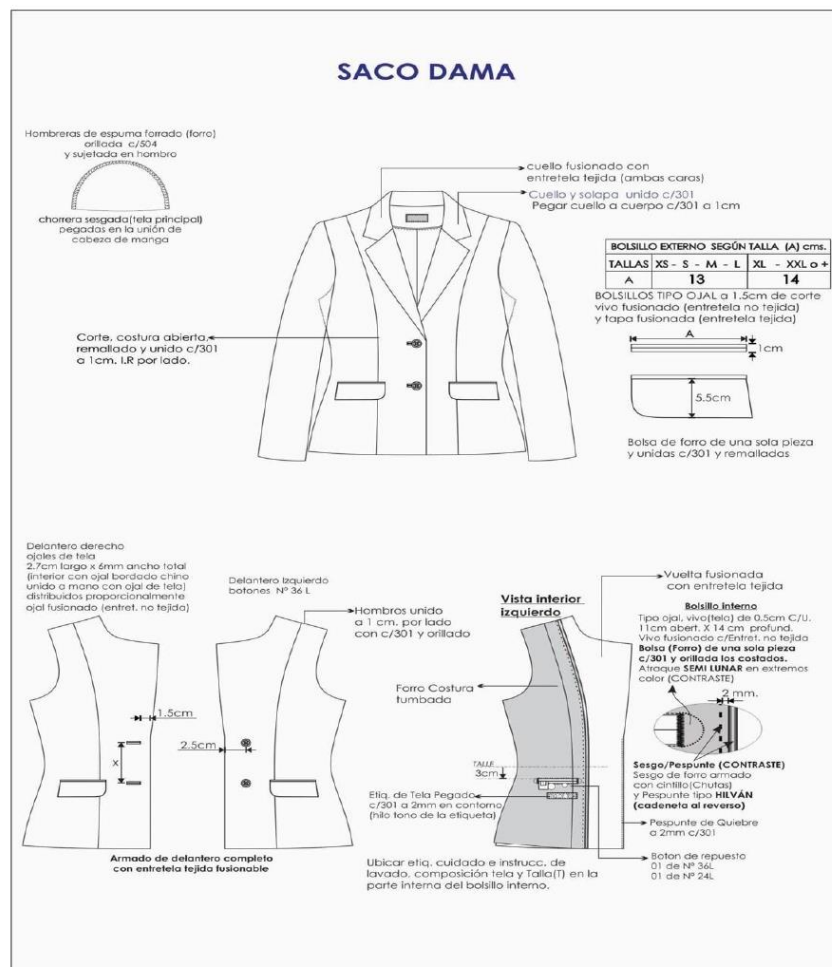 SACO DAMA
Hombreras de espuma forrado (forro)
orillada c/504
y sujetada en hombro
chorrera sesgada(tela principal)
pegadas en la unión de
cabeza de manga
cuello fusionado con
entretela tejida (ambas caras)
Cuello y solapa unido c/301
Pegar cuello a cuerpo c/301 a 1cm
BOLSILLO EXTERNO SEGÚN TALLA (A) cms.
TALLAS XS - S - M - L XL - XXL o +
A 13 14
BOLSILLOS TIPO OJAL a 1.5cm de corte
vivo fusionado (entretela no tejida)
y tapa fusionada (entretela tejida)
A
1cm
5.5cm
Bolsa de forro de una sola pieza
y unidas c/301 y remalladas
Corte, costura abierta,
remallado y unido c/301
a 1cm. I.R por lado.
Delantero derecho
ojales de tela
2.7cm largo x 6mm ancho total
(interior con ojal bordado chino
unido a mano con ojal de tela)
distribuidos proporcionalmente
ojal fusionado (entret. no tejida)
Delantero Izquierdo
botones Nº 36 L
Hombros unido
a 1 cm. por lado
con c/301 y orillado
1.5cm
X
2.5cm
Armado de delantero completo
con entretela tejida fusionable
Vista interior
izquierdo
Vuelta fusionada
con entretela tejida
Forro Costura
tumbada
TALLE
3cm
Etiq. de Tela Pegado
c/301 a 2mm en contorno
(hilo tono de la etiqueta)
Ubicar etiq. cuidado e instrucc. de
lavado, composición tela y Talla(T) en la
parte interna del bolsillo interno.
Bolsillo interno
Tipo ojal, vivo(tela) de 0.5cm C/U.
11cm abert. X 14 cm profund.
Vivo fusionado c/Entret. no tejida
Bolsa (Forro) de una sola pieza
c/301 y orillada los costados.
Atraque SEMI LUNAR en extremos
color (CONTRASTE)
2 mm.
Sesgo/Pespunte (CONTRASTE)
Sesgo de forro armado
con cintillo(Chutas)
y Pespunte tipo HILVÁN
(cadeneta al reverso)
Pespunte de Quiebre
a 2mm c/301
Boton de repuesto
01 de Nº 36L
01 de Nº 24L